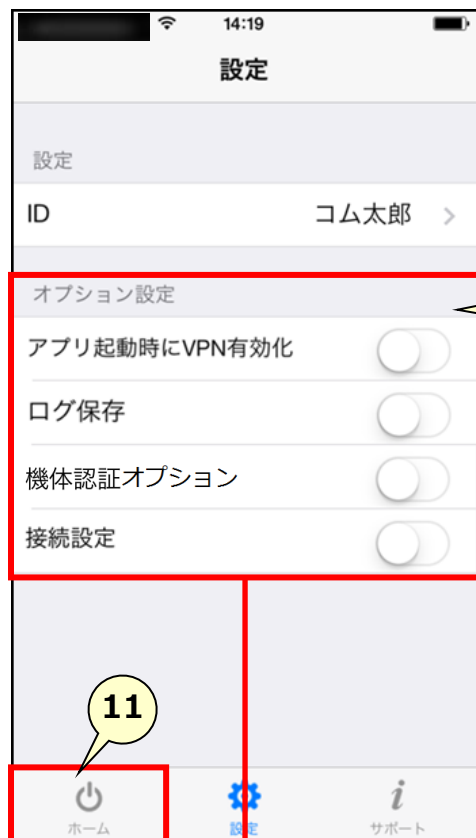 14:19
設定
設定
ID コム太郎
オプション設定
アプリ起動時にVPN有効化
ログ保存
機体認証オプション
接続設定
11
ホーム 設定 サポート